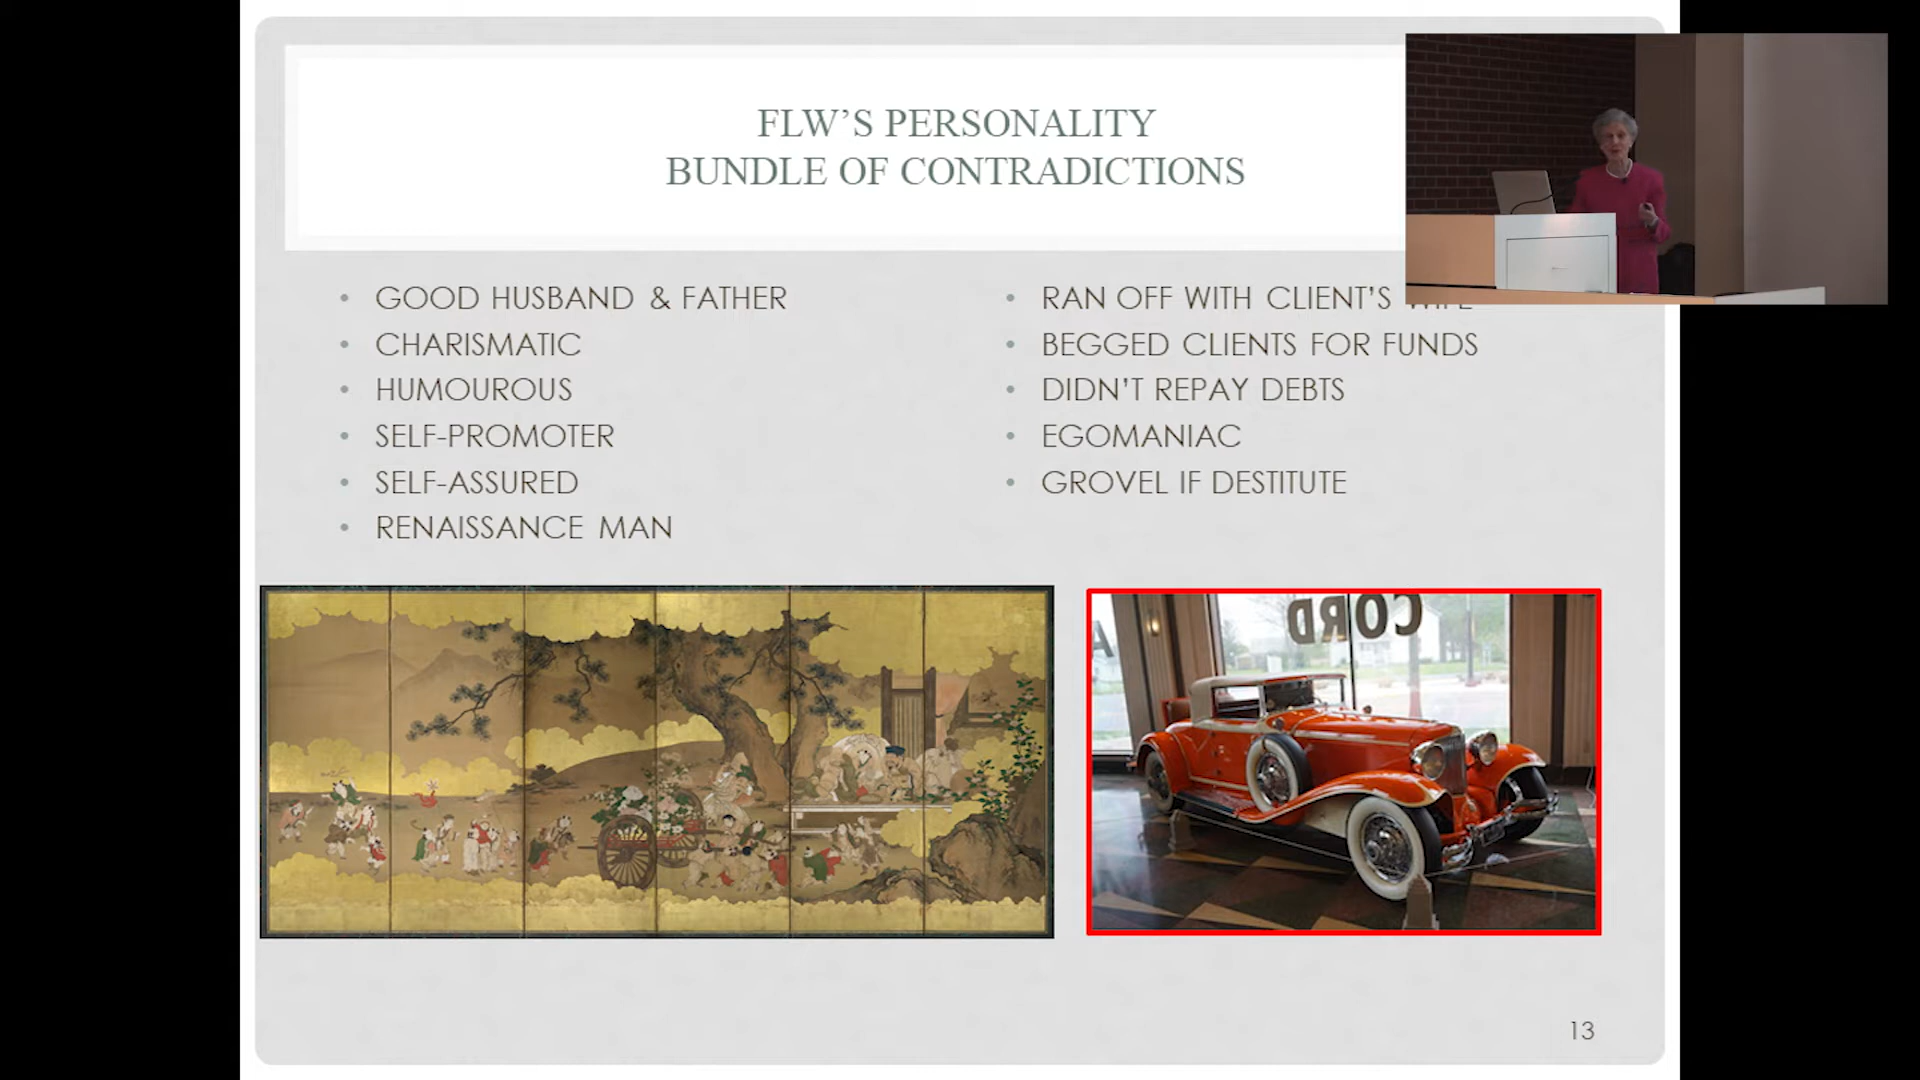 FLW'S PERSONALITY
BUNDLE OF CONTRADICTIONS
• GOOD HUSBAND & FATHER
• CHARISMATIC
• HUMOUROUS
• SELF-PROMOTER
• SELF-ASSURED
• RENAISSANCE MAN
• RAN OFF WITH CLIENT'S
• BEGGED CLIENTS FOR FUNDS
• DIDN'T REPAY DEBTS
• EGOMANIAC
• GROVEL IF DESTITUTE
CORD
13